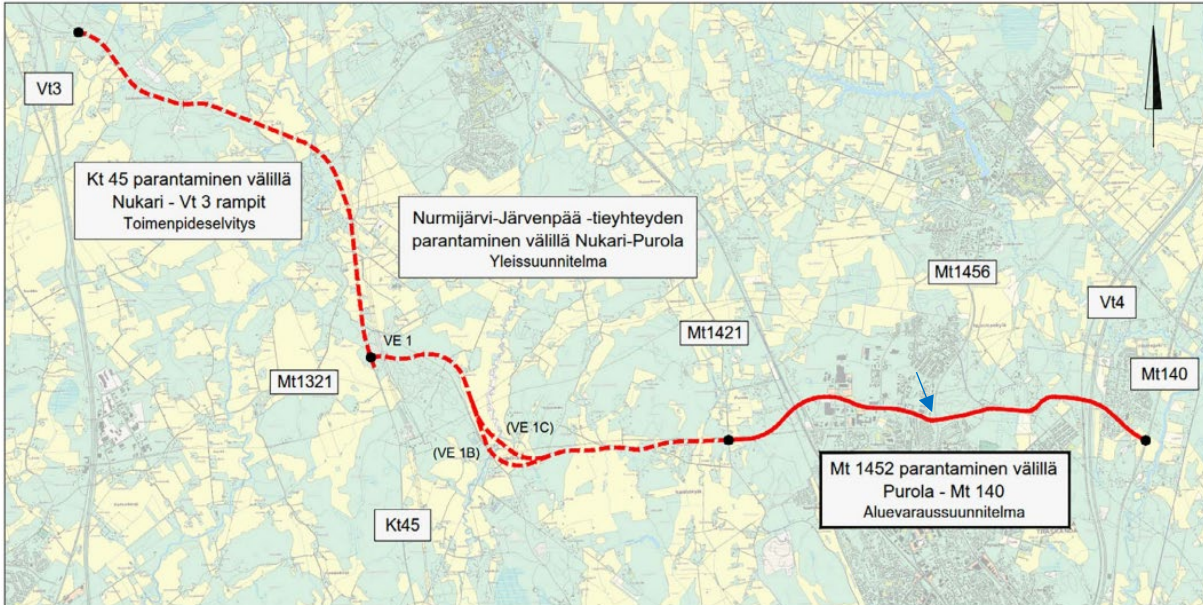 Vt3
Kt 45 parantaminen välillä
Nukari - Vt 3 rampit
Toimenpideselvitys
Nurmijärvi-Järvenpää -tieyhteyden
parantaminen välillä Nukari-Purola
Yleissuunnitelma
Mt1456
Vt4
Mt1421
VE 1
Mt1321
Mt140
(VE 1C)
(VE 1B)
Mt 1452 parantaminen välillä
Purola - Mt 140
Aluevaraussuunnitelma
Kt45